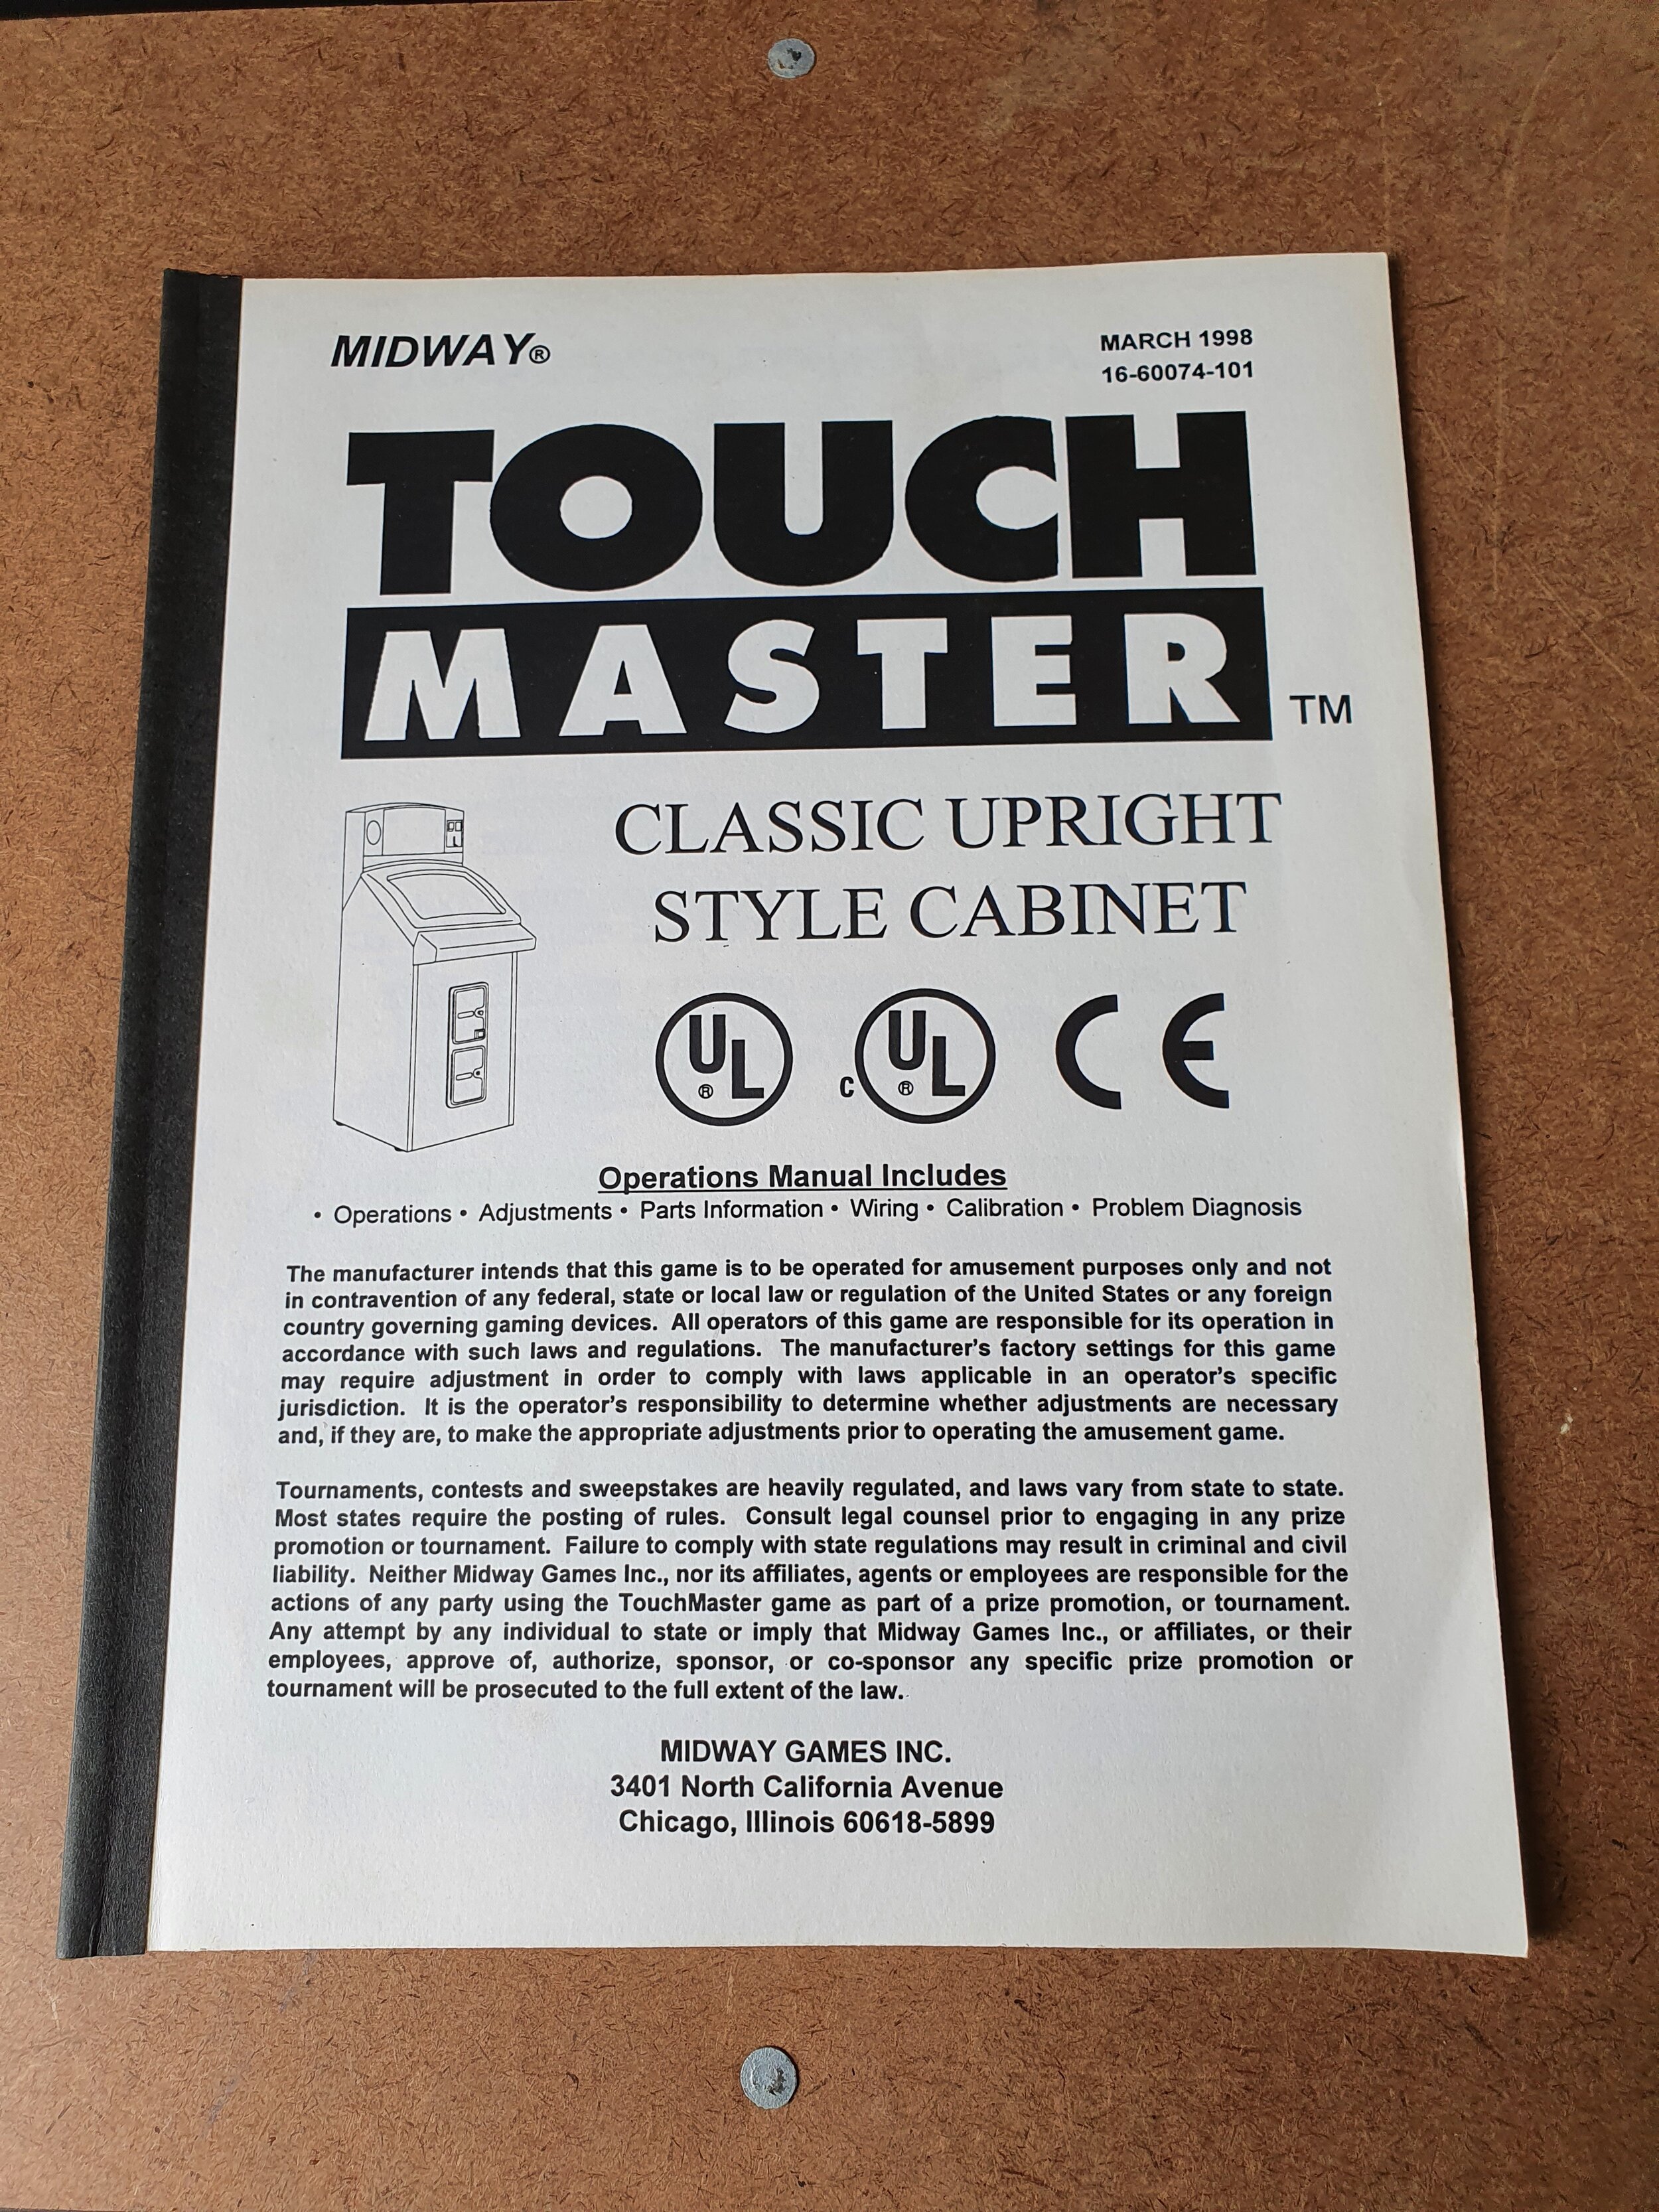 MIDWAY®
MARCH 1998
16-60074-101
TOUCH
MASTER
TM
CLASSIC UPRIGHT
STYLE CABINET
UL®
C UL®
CE
Operations Manual Includes
• Operations • Adjustments • Parts Information • Wiring • Calibration • Problem Diagnosis
The manufacturer intends that this game is to be operated for amusement purposes only and not
in contravention of any federal, state or local law or regulation of the United States or any foreign
country governing gaming devices. All operators of this game are responsible for its operation in
accordance with such laws and regulations. The manufacturer's factory settings for this game
may require adjustment in order to comply with laws applicable in an operator's specific
jurisdiction. It is the operator's responsibility to determine whether adjustments are necessary
and, if they are, to make the appropriate adjustments prior to operating the amusement game.
Tournaments, contests and sweepstakes are heavily regulated, and laws vary from state to state.
Most states require the posting of rules. Consult legal counsel prior to engaging in any prize
promotion or tournament. Failure to comply with state regulations may result in criminal and civil
liability. Neither Midway Games Inc., nor its affiliates, agents or employees are responsible for the
actions of any party using the TouchMaster game as part of a prize promotion, or tournament.
Any attempt by any individual to state or imply that Midway Games Inc., or affiliates, or their
employees, approve of, authorize, sponsor, or co-sponsor any specific prize promotion or
tournament will be prosecuted to the full extent of the law.
MIDWAY GAMES INC.
3401 North California Avenue
Chicago, Illinois 60618-5899